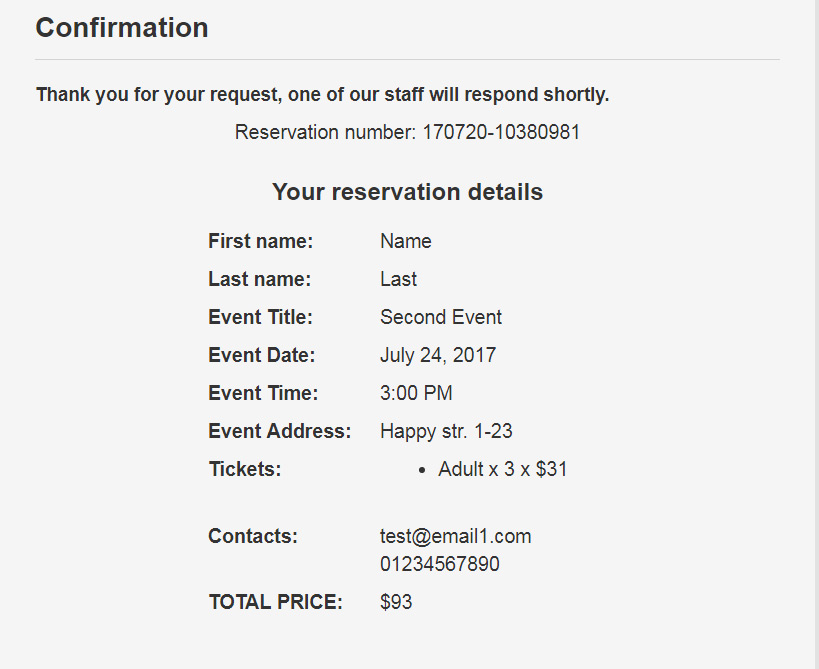 Confirmation
Thank you for your request, one of our staff will respond shortly.
Reservation number: 170720-10380981
Your reservation details
First name: Name
Last name: Last
Event Title: Second Event
Event Date: July 24, 2017
Event Time: 3:00 PM
Event Address: Happy str. 1-23
Tickets: • Adult x 3 x $31
Contacts: test@email1.com
01234567890
TOTAL PRICE: $93